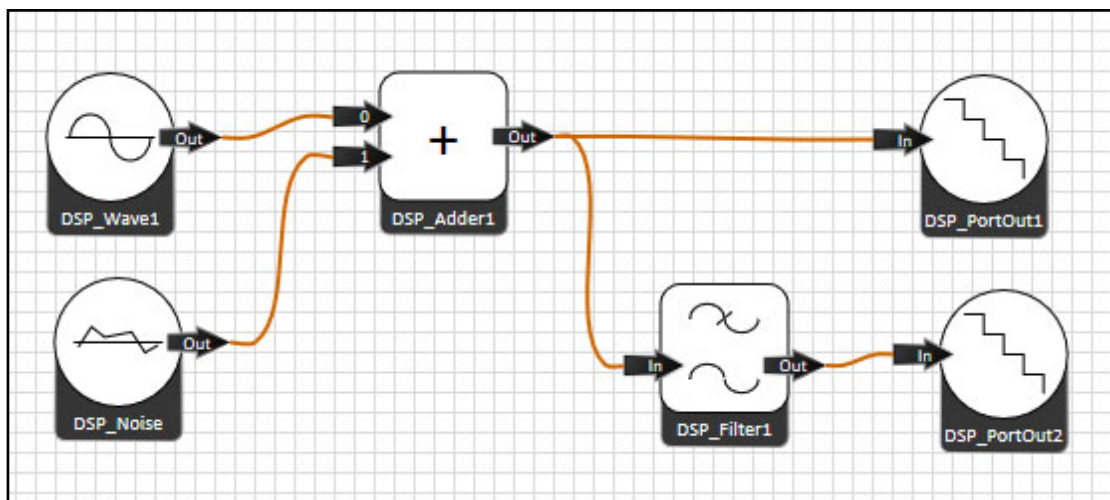 Out
DSP_Wave1
0
1
+
Out
DSP_Adder1
In
DSP_PortOut1
Out
DSP_Noise
In
Out
DSP_Filter1
In
DSP_PortOut2